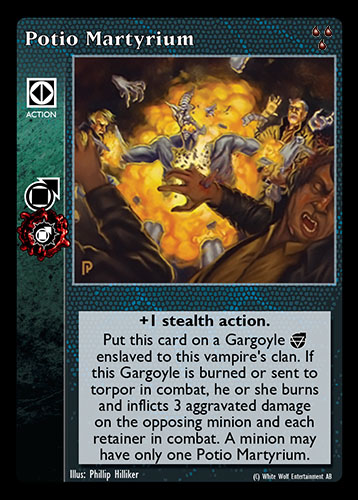 Potio Martyrium
ACTION
+1 stealth action.
Put this card on a Gargoyle
enslaved to this vampire's clan. If
this Gargoyle is burned or sent to
torpor in combat, he or she burns
and inflicts 3 aggravated damage
on the opposing minion and each
retainer in combat. A minion may
have only one Potio Martyrium.
Illus: Phillip Hilliker (C) White Wolf Entertainment AB